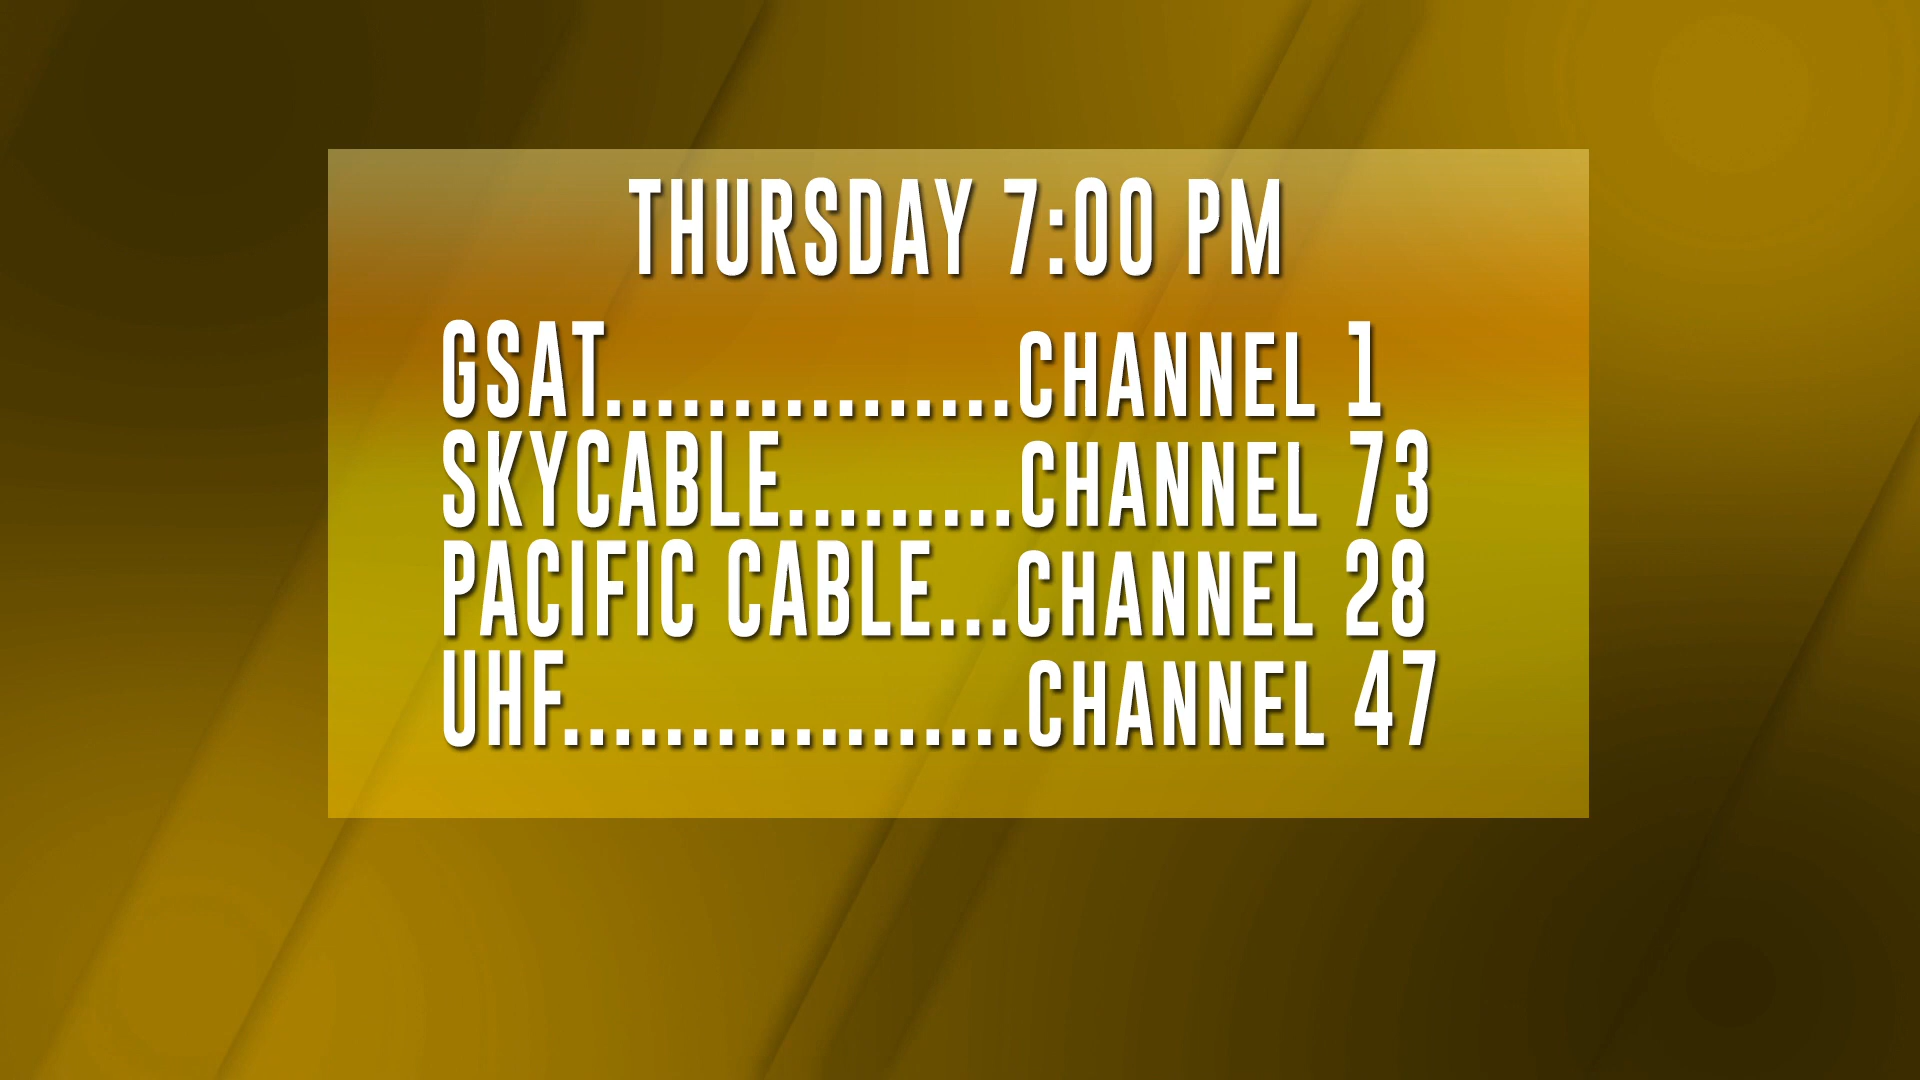 THURSDAY 7:00 PM
GSAT................CHANNEL 1
SKYCABLE.........CHANNEL 73
PACIFIC CABLE...CHANNEL 28
UHF..................CHANNEL 47